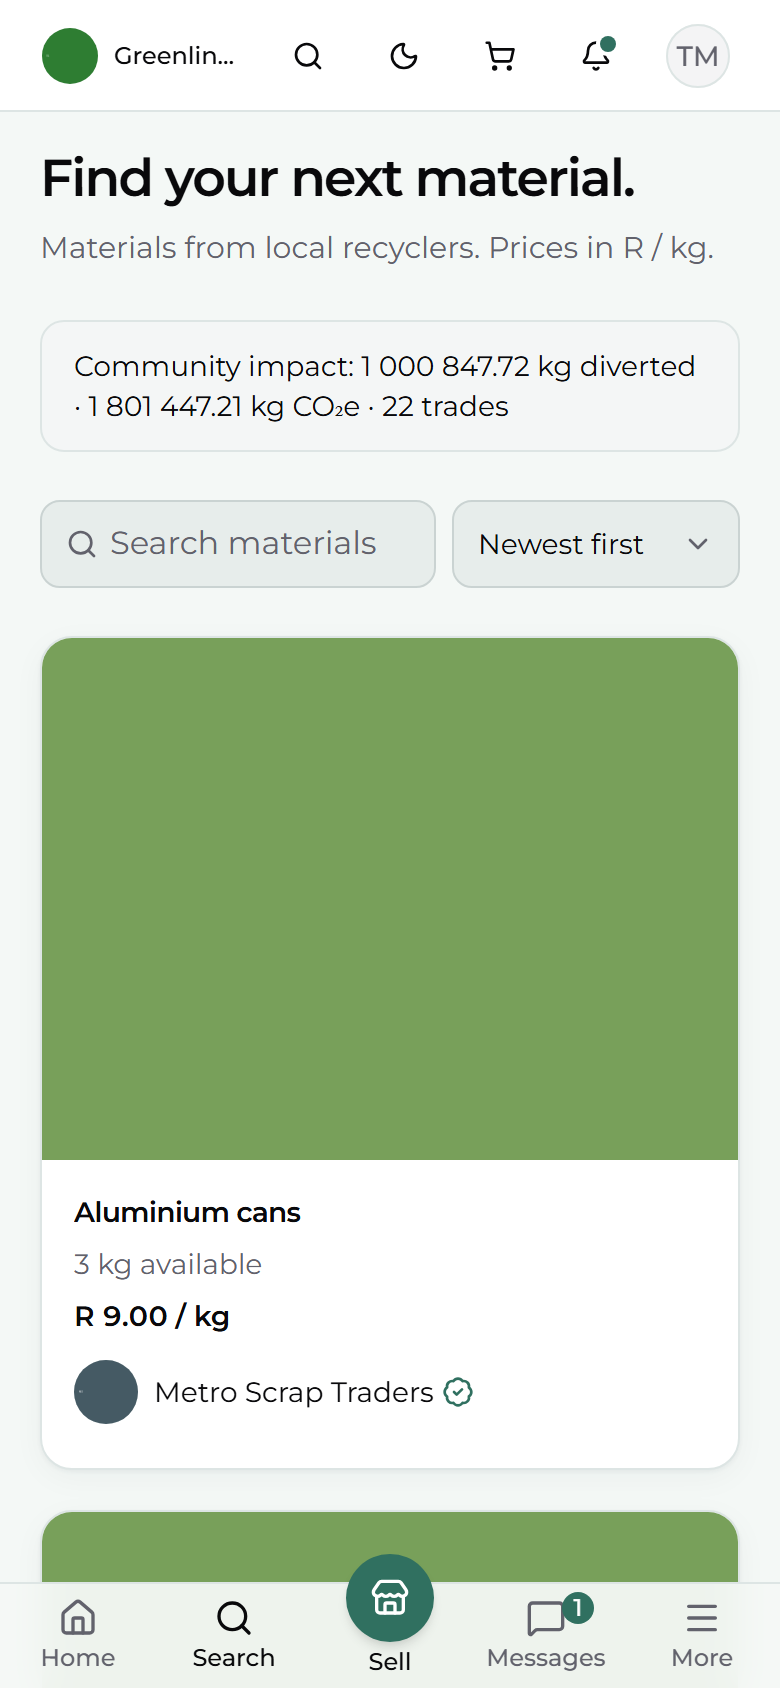 Greenlin...
TM
Find your next material.
Materials from local recyclers. Prices in R / kg.
Community impact: 1 000 847.72 kg diverted
· 1 801 447.21 kg CO₂e · 22 trades
Search materials
Newest first
Aluminium cans
3 kg available
R 9.00 / kg
Metro Scrap Traders
1
Home
Search
Sell
Messages
More